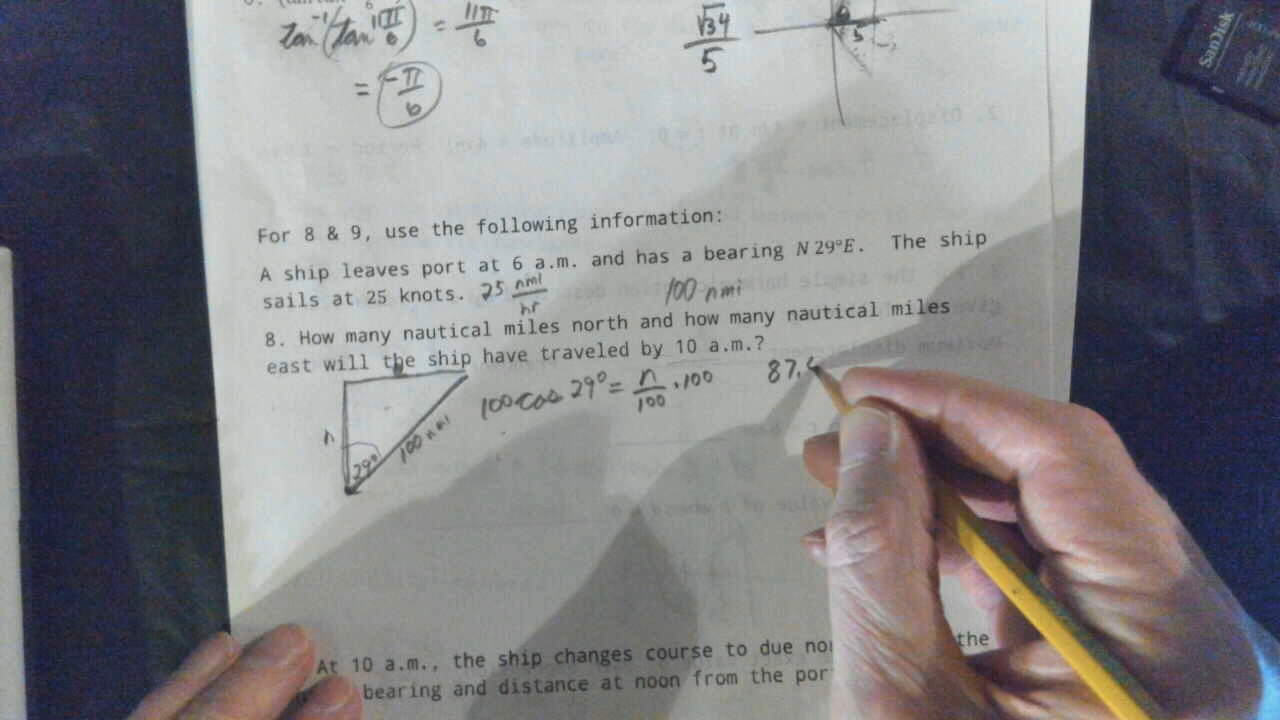 tan⁻¹(tan 11π/6) = 11π/6
= -π/6
√34/5
5
SanDisk
For 8 & 9, use the following information:
A ship leaves port at 6 a.m. and has a bearing N 29°E. The ship
sails at 25 knots. 25 nmi/hr 100 nmi
8. How many nautical miles north and how many nautical miles
east will the ship have traveled by 10 a.m.?
n
29°
100 nmi
100 cos 29° = n/100 · 100
87.
At 10 a.m., the ship changes course to due the
bearing and distance at noon from the